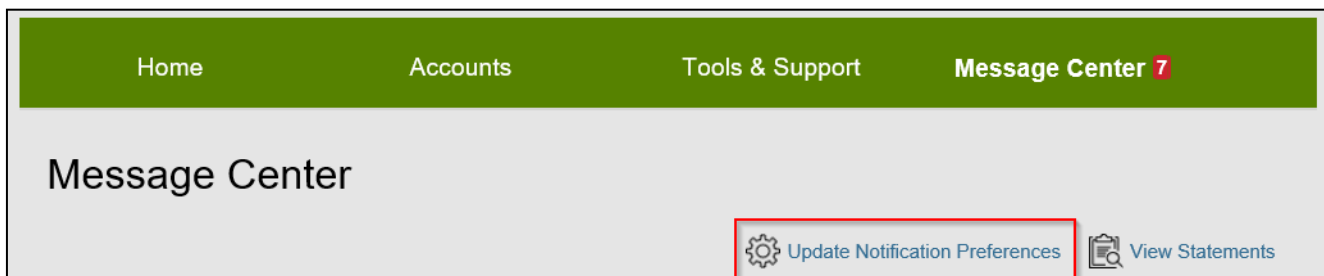 Home Accounts Tools & Support Message Center 7
Message Center
Update Notification Preferences View Statements